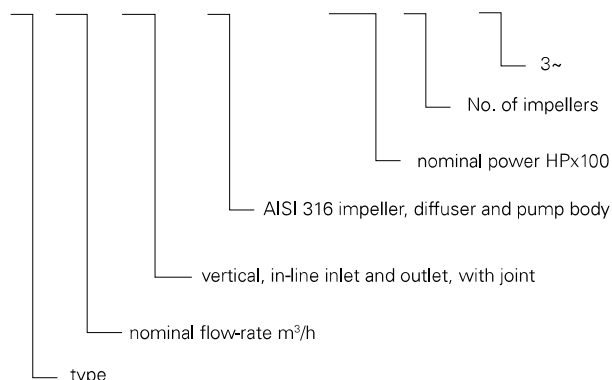 3~
No. of impellers
nominal power HPx100
AISI 316 impeller, diffuser and pump body
vertical, in-line inlet and outlet, with joint
nominal flow-rate m³/h
type